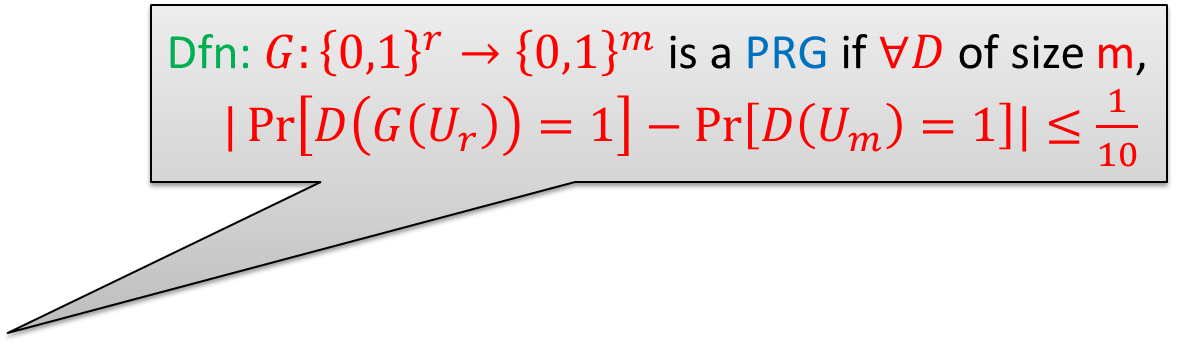 Dfn: G: {0,1}^r → {0,1}^m is a PRG if ∀D of size m,
|Pr[D(G(U_r)) = 1] − Pr[D(U_m) = 1]| ≤ 1/10